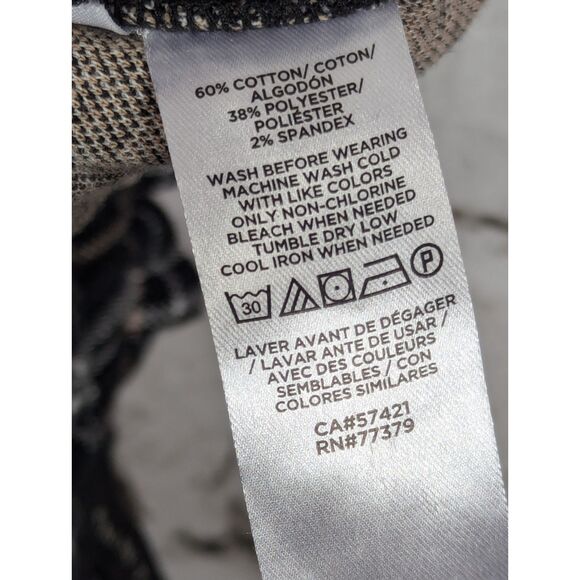 60% COTTON/ COTON/
ALGODÓN
38% POLYESTER/
POLIÉSTER
2% SPANDEX
WASH BEFORE WEARING
MACHINE WASH COLD
WITH LIKE COLORS
ONLY NON-CHLORINE
BLEACH WHEN NEEDED
TUMBLE DRY LOW
COOL IRON WHEN NEEDED
30 P
LAVER AVANT DE DÉGAGER
/ LAVAR ANTE DE USAR /
AVEC DES COULEURS
SEMBLABLES / CON
COLORES SIMILARES
CA#57421
RN#77379